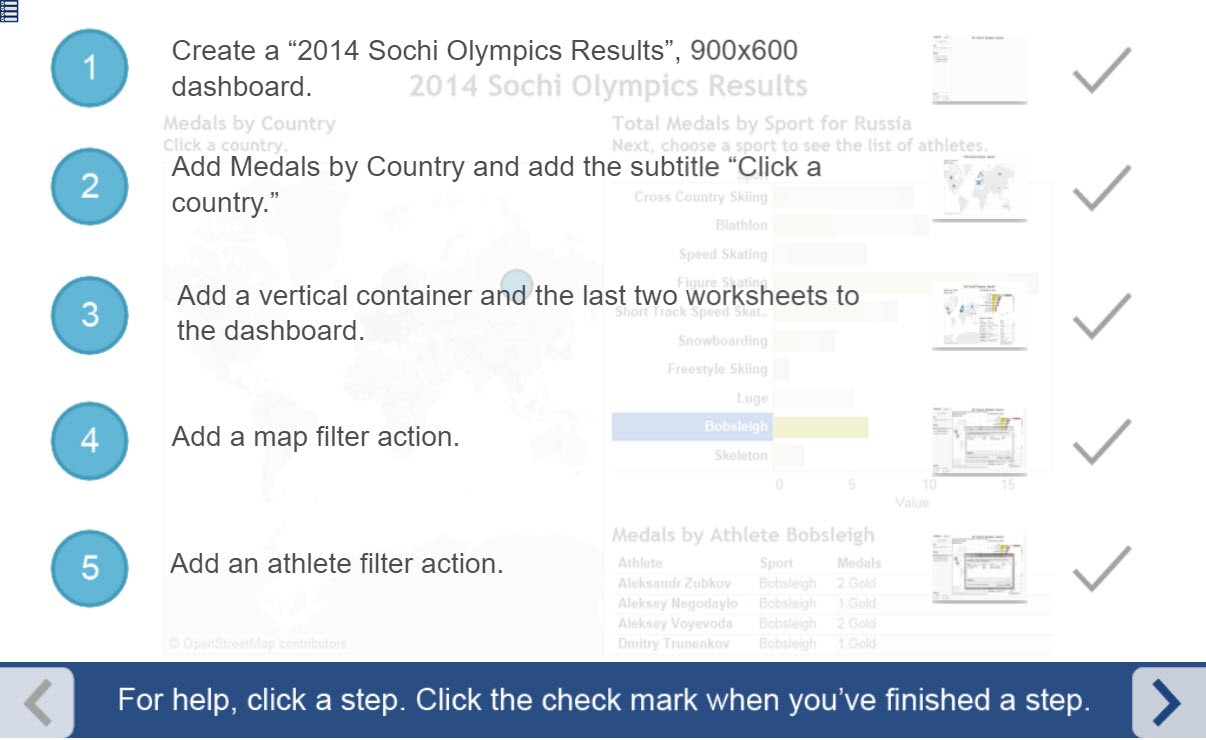 1
Create a “2014 Sochi Olympics Results”, 900x600
dashboard.
2014 Sochi Olympics Results
Medals by Country
Click a country.
Total Medals by Sport for Russia
Next, choose a sport to see the list of athletes.
2
Add Medals by Country and add the subtitle “Click a
country.”
Cross Country Skiing
Biathlon
Speed Skating
Figure Skating
3
Add a vertical container and the last two worksheets to
the dashboard.
Short Track Speed Skat..
Snowboarding
Freestyle Skiing
Luge
Bobsleigh
Skeleton
0 5 10 15
Value
4
Add a map filter action.
5
Add an athlete filter action.
Medals by Athlete Bobsleigh
Athlete Sport Medals
Aleksandr Zubkov Bobsleigh 2 Gold
Aleksey Negodaylo Bobsleigh 1 Gold
Aleksey Voyevoda Bobsleigh 2 Gold
Dmitry Trunenkov Bobsleigh 1 Gold
© OpenStreetMap contributors
For help, click a step. Click the check mark when you’ve finished a step.